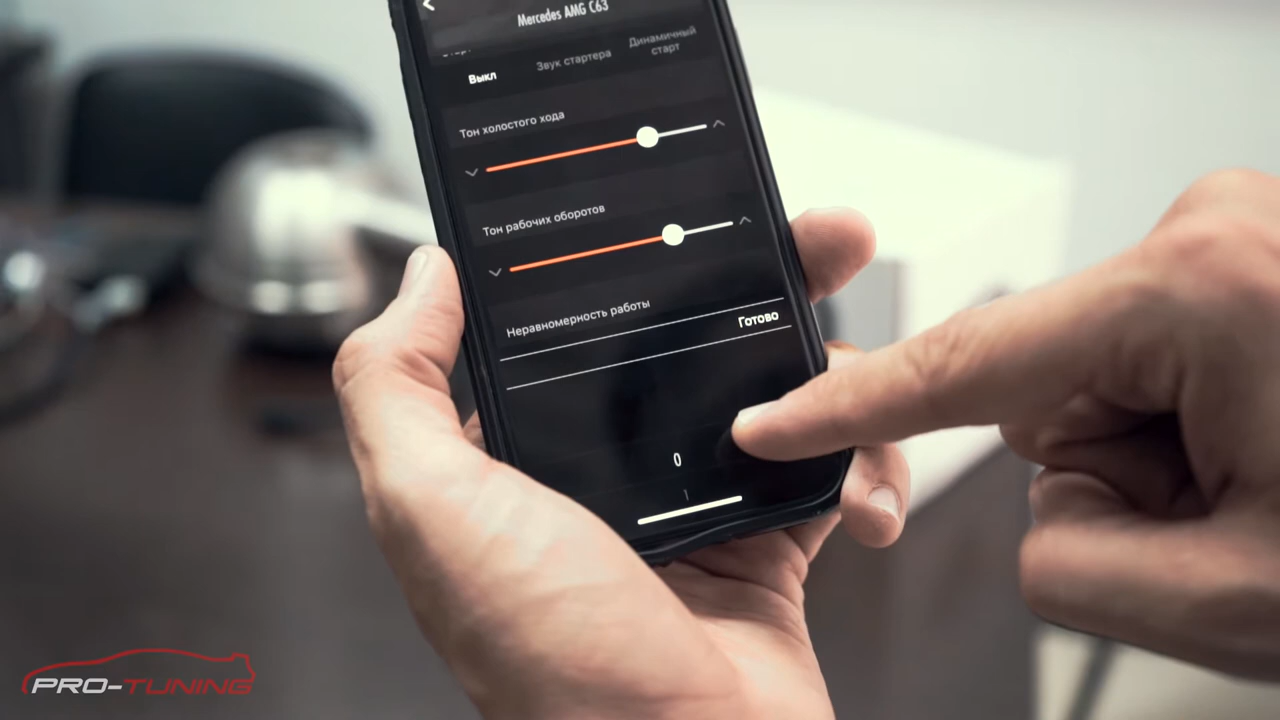 Mercedes AMG C63
Выкл
Звук стартера
Динамичный
старт
Тон холостого хода
Тон рабочих оборотов
Неравномерность работы
Готово
0
PRO-TUNING